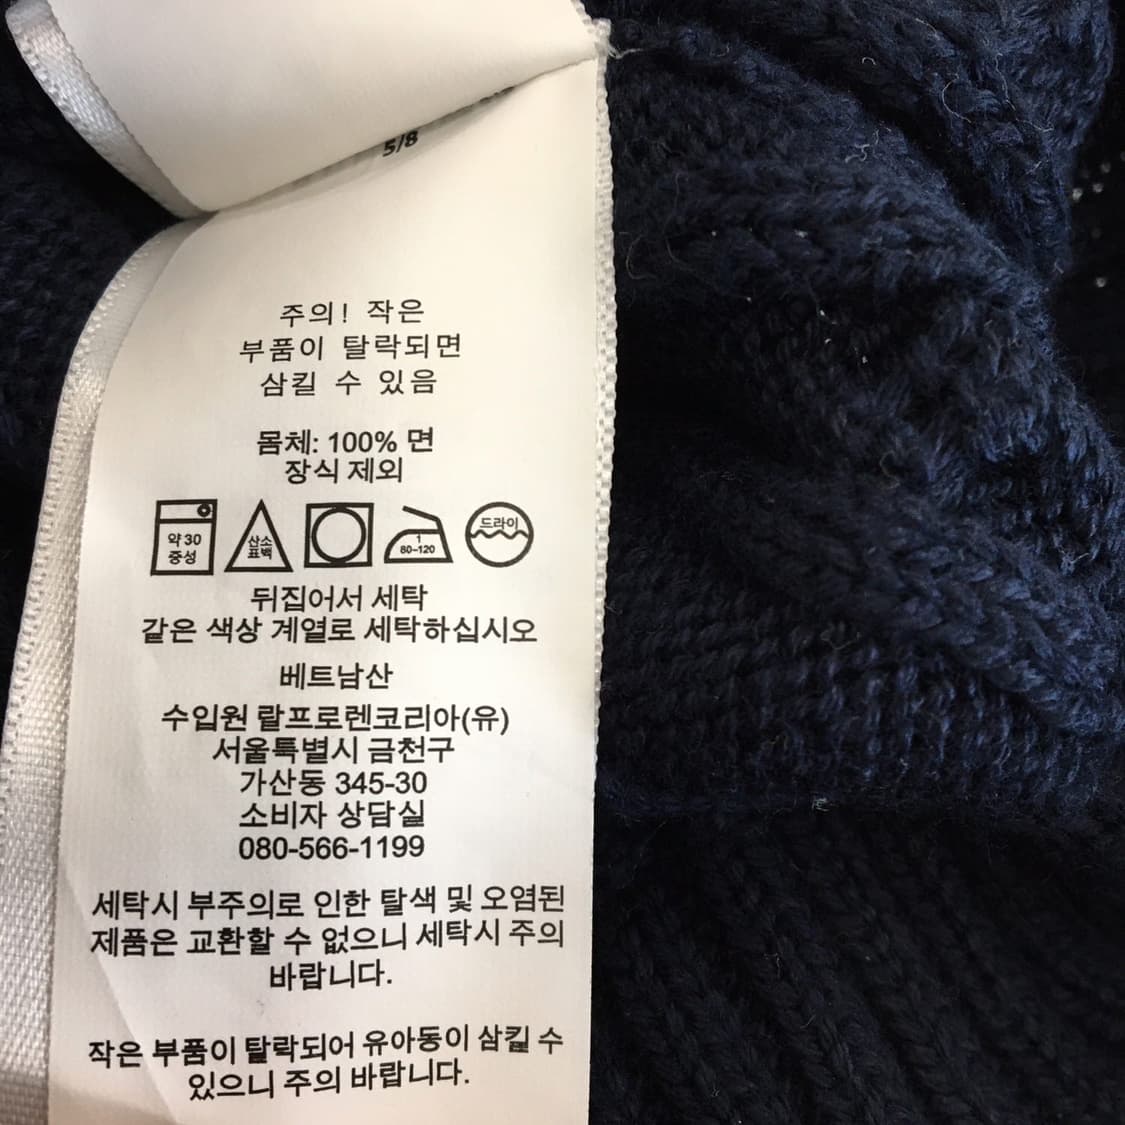 5/8
주의! 작은
부품이 탈락되면
삼킬 수 있음
몸체: 100% 면
장식 제외
약 30
중성
산소
표백
1
80-120
드라이
뒤집어서 세탁
같은 색상 계열로 세탁하십시오
베트남산
수입원 랄프로렌코리아(유)
서울특별시 금천구
가산동 345-30
소비자 상담실
080-566-1199
세탁시 부주의로 인한 탈색 및 오염된
제품은 교환할 수 없으니 세탁시 주의
바랍니다.
작은 부품이 탈락되어 유아동이 삼킬 수
있으니 주의 바랍니다.